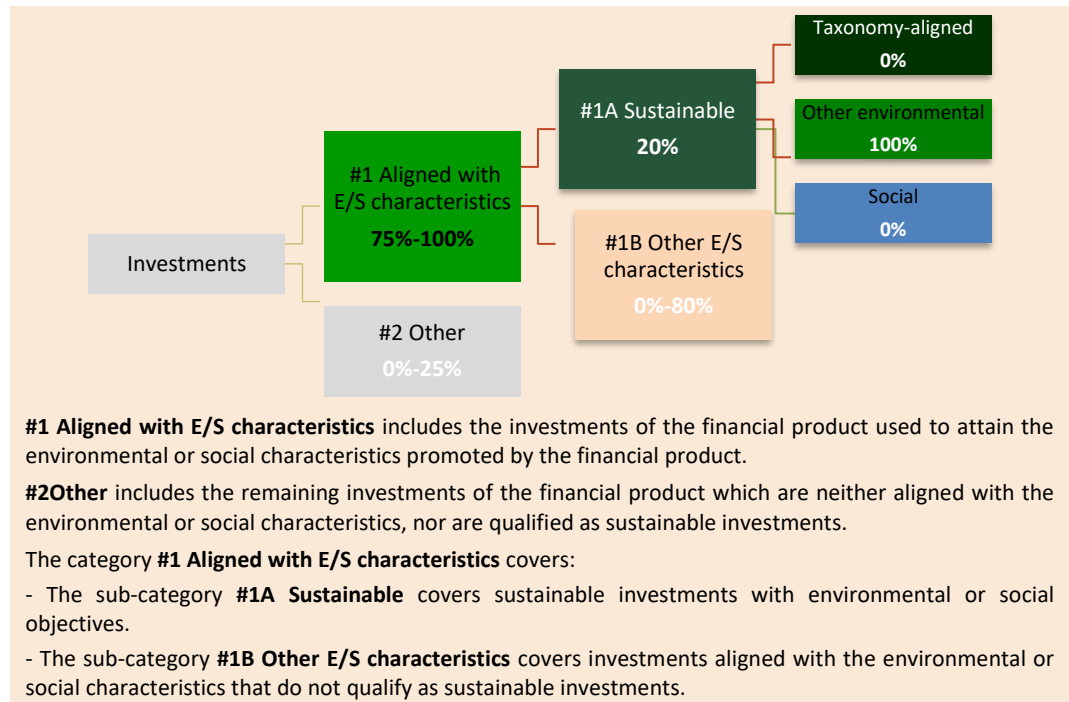 Taxonomy-aligned
0%
#1A Sustainable
20%
Other environmental
100%
#1 Aligned with
E/S characteristics
75%-100%
Social
0%
#1B Other E/S
characteristics
0%-80%
Investments
#2 Other
0%-25%
#1 Aligned with E/S characteristics includes the investments of the financial product used to attain the
environmental or social characteristics promoted by the financial product.
#2Other includes the remaining investments of the financial product which are neither aligned with the
environmental or social characteristics, nor are qualified as sustainable investments.
The category #1 Aligned with E/S characteristics covers:
- The sub-category #1A Sustainable covers sustainable investments with environmental or social
objectives.
- The sub-category #1B Other E/S characteristics covers investments aligned with the environmental or
social characteristics that do not qualify as sustainable investments.